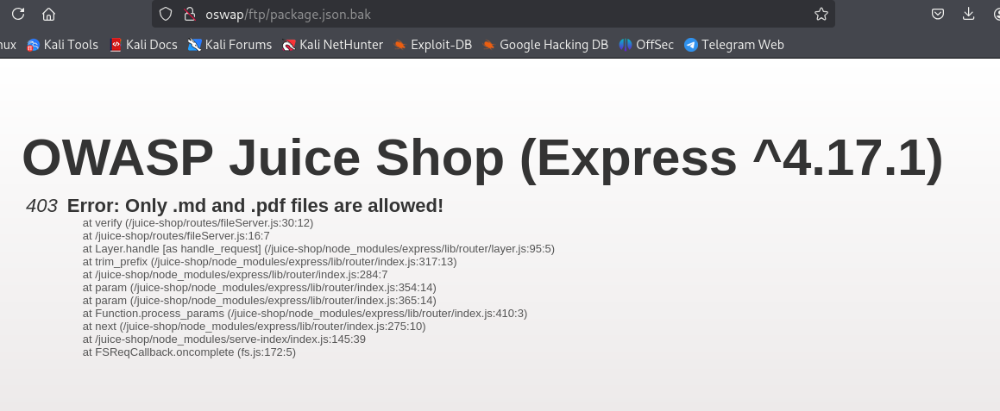 oswap/ftp/package.json.bak
Kali Tools Kali Docs Kali Forums Kali NetHunter Exploit-DB Google Hacking DB OffSec Telegram Web
OWASP Juice Shop (Express ^4.17.1)
403 Error: Only .md and .pdf files are allowed!
at verify (/juice-shop/routes/fileServer.js:30:12)
at /juice-shop/routes/fileServer.js:16:7
at Layer.handle [as handle_request] (/juice-shop/node_modules/express/lib/router/layer.js:95:5)
at trim_prefix (/juice-shop/node_modules/express/lib/router/index.js:317:13)
at /juice-shop/node_modules/express/lib/router/index.js:284:7
at param (/juice-shop/node_modules/express/lib/router/index.js:354:14)
at param (/juice-shop/node_modules/express/lib/router/index.js:365:14)
at Function.process_params (/juice-shop/node_modules/express/lib/router/index.js:410:3)
at next (/juice-shop/node_modules/express/lib/router/index.js:275:10)
at /juice-shop/node_modules/serve-index/index.js:145:39
at FSReqCallback.oncomplete (fs.js:172:5)